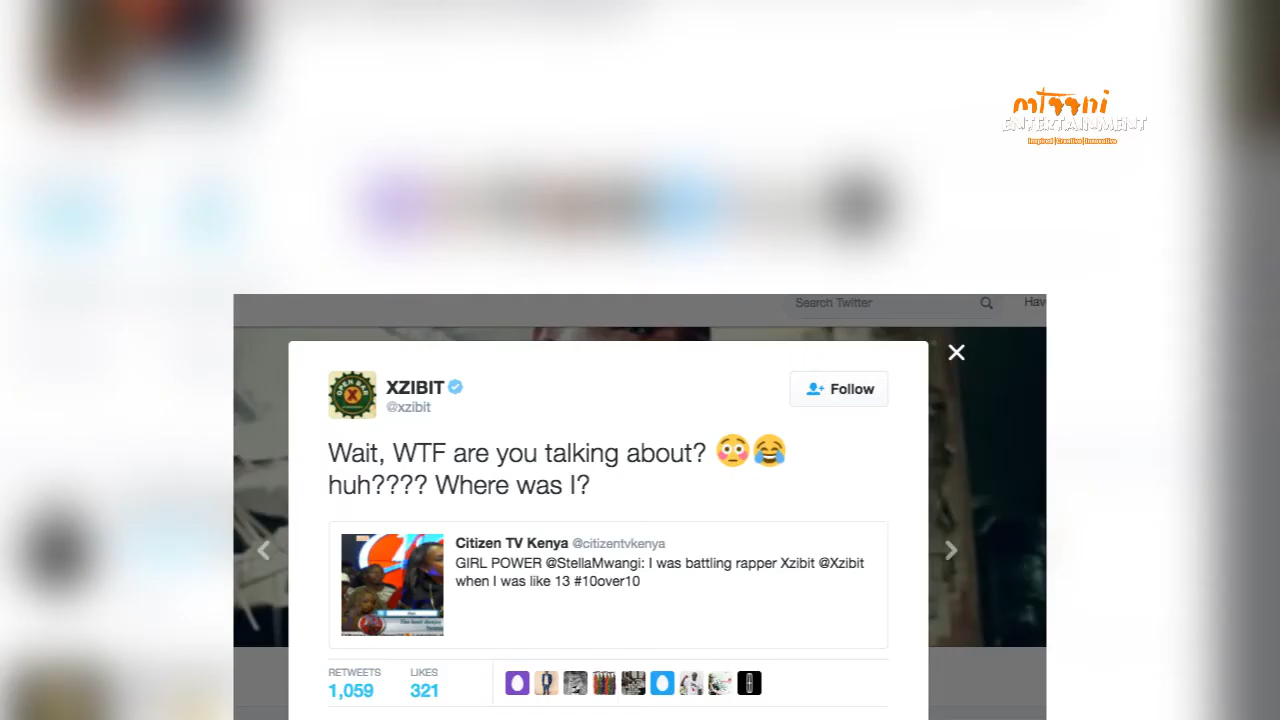 mtaani
ENTERTAINMENT
Inspired|Creative|Innovative
Search Twitter
Hav
XZIBIT
@xzibit
Follow
Wait, WTF are you talking about? 😳😂
huh???? Where was I?
Citizen TV Kenya @citizentvkenya
GIRL POWER @StellaMwangi: I was battling rapper Xzibit @Xzibit
when I was like 13 #10over10
RETWEETS
LIKES
1,059
321